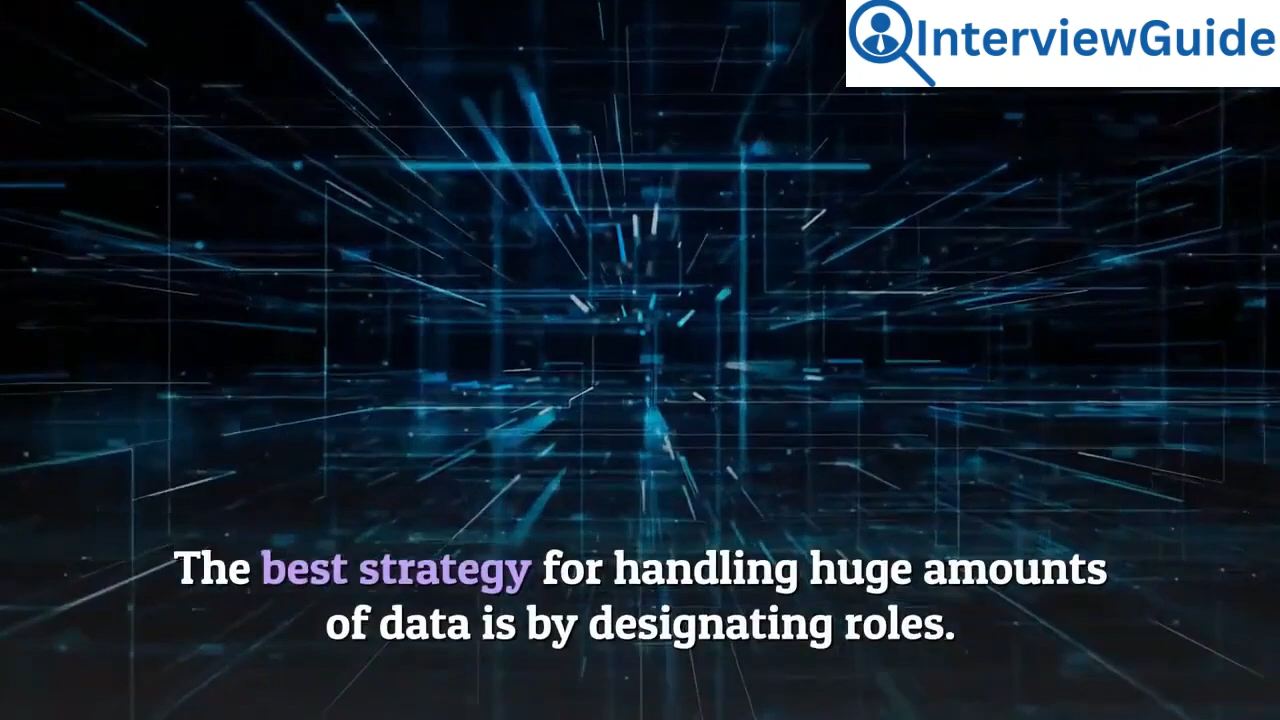 InterviewGuide
The best strategy for handling huge amounts
of data is by designating roles.